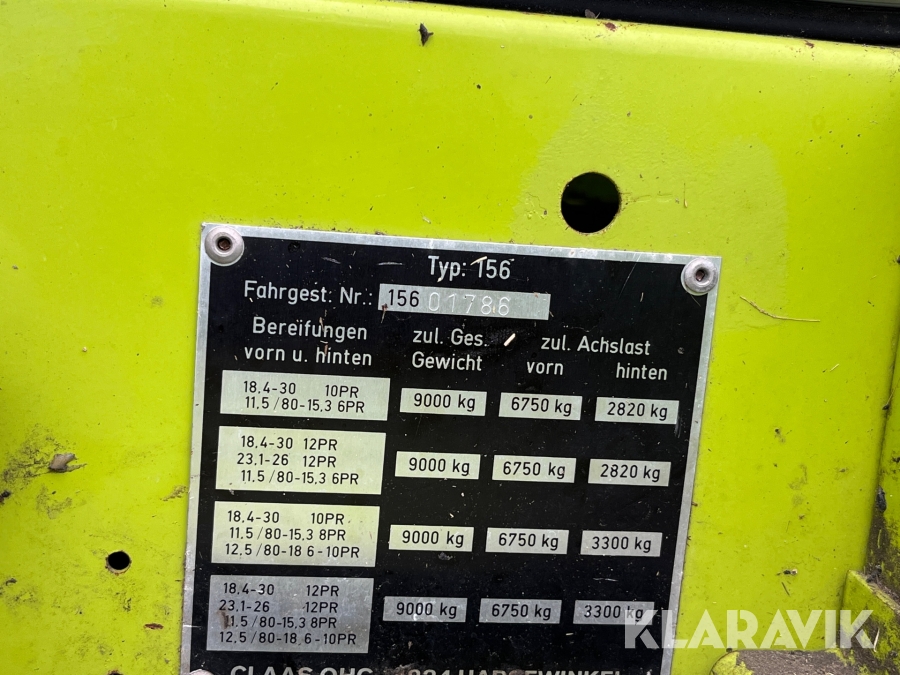 Typ: 156
Fahrgest. Nr.: 156 01786
Bereifungen vorn u. hinten zul. Ges. Gewicht zul. Achslast vorn hinten
18,4-30 10PR
11,5/80-15,3 6PR 9000 kg 6750 kg 2820 kg
18,4-30 12PR
23,1-26 12PR 9000 kg 6750 kg 2820 kg
11,5/80-15,3 6PR
18,4-30 10PR
11,5/80-15,3 8PR 9000 kg 6750 kg 3300 kg
12,5/80-18 6-10PR
18,4-30 12PR
23,1-26 12PR 9000 kg 6750 kg 3300 kg
11,5/80-15,3 8PR
12,5/80-18,6-10PR
CLAAS OHG
KLARAVIK